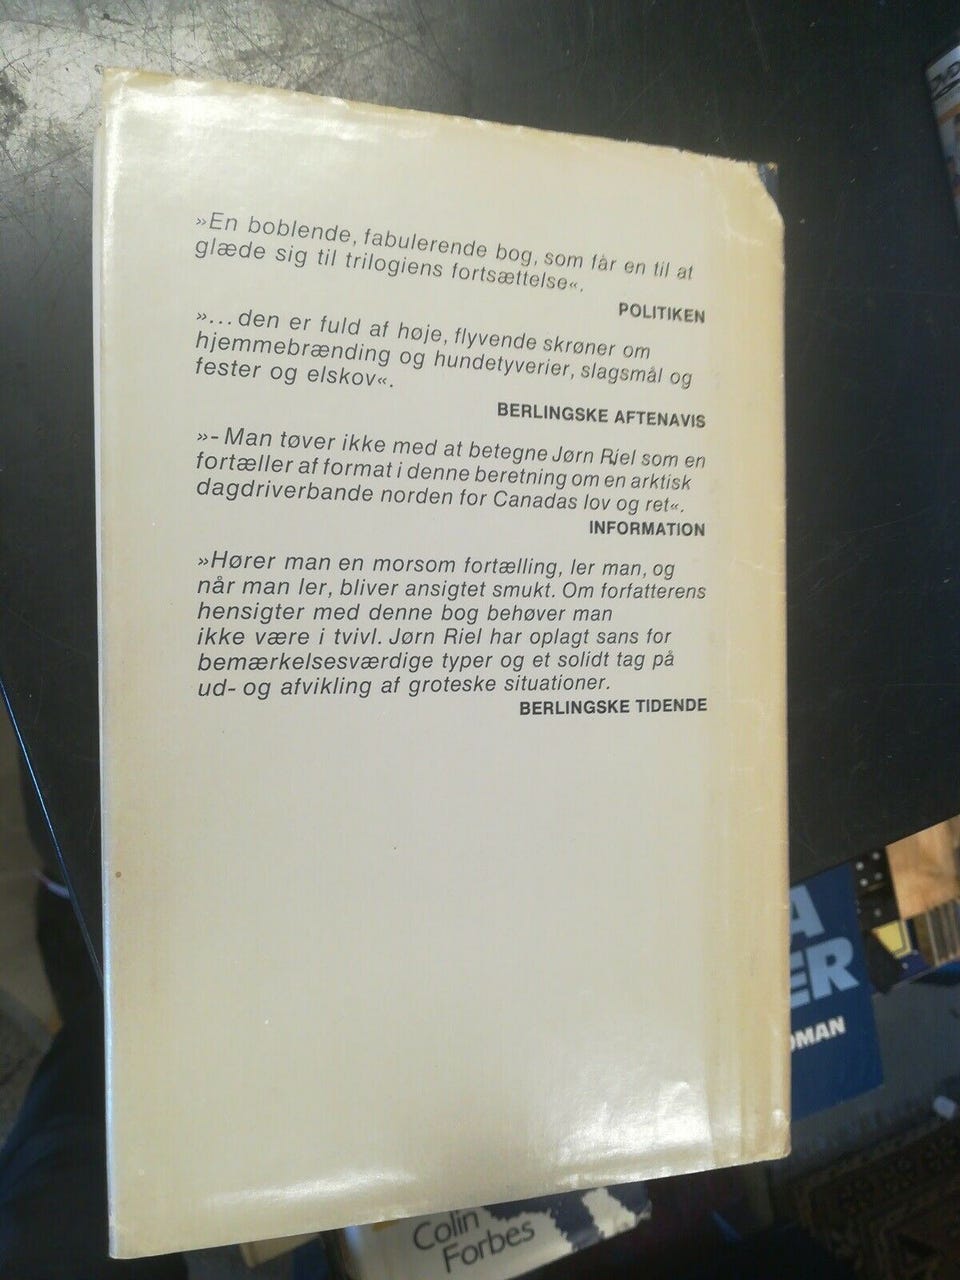 »En boblende, fabulerende bog, som får en til at
glæde sig til trilogiens fortsættelse«.
POLITIKEN
»...den er fuld af høje, flyvende skrøner om
hjemmebrænding og hundetyverier, slagsmål og
fester og elskov«.
BERLINGSKE AFTENAVIS
»- Man tøver ikke med at betegne Jørn Riel som en
fortæller af format i denne beretning om en arktisk
dagdriverbande norden for Canadas lov og ret«.
INFORMATION
»Hører man en morsom fortælling, ler man, og
når man ler, bliver ansigtet smukt. Om forfatterens
hensigter med denne bog behøver man
ikke være i tvivl. Jørn Riel har oplagt sans for
bemærkelsesværdige typer og et solidt tag på
ud- og afvikling af groteske situationer.
BERLINGSKE TIDENDE
Colin
Forbes